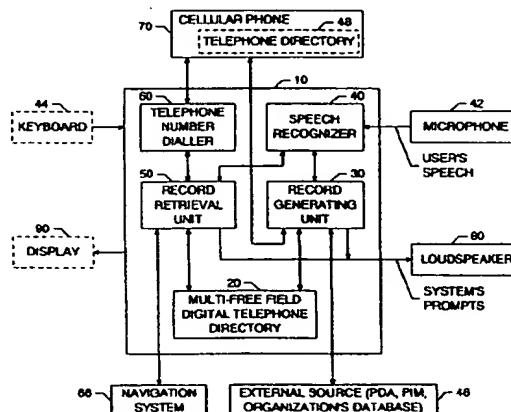 CELLULAR PHONE
70
48
TELEPHONE DIRECTORY
10
44
KEYBOARD
60
TELEPHONE NUMBER DIALLER
40
SPEECH RECOGNIZER
42
MICROPHONE
USER'S SPEECH
50
RECORD RETRIEVAL UNIT
30
RECORD GENERATING UNIT
90
DISPLAY
80
LOUDSPEAKER
SYSTEM'S PROMPTS
20
MULTI-FREE FIELD DIGITAL TELEPHONE DIRECTORY
66
NAVIGATION SYSTEM
EXTERNAL SOURCE (PDA, PIM, ORGANIZATION'S DATABASE)
46